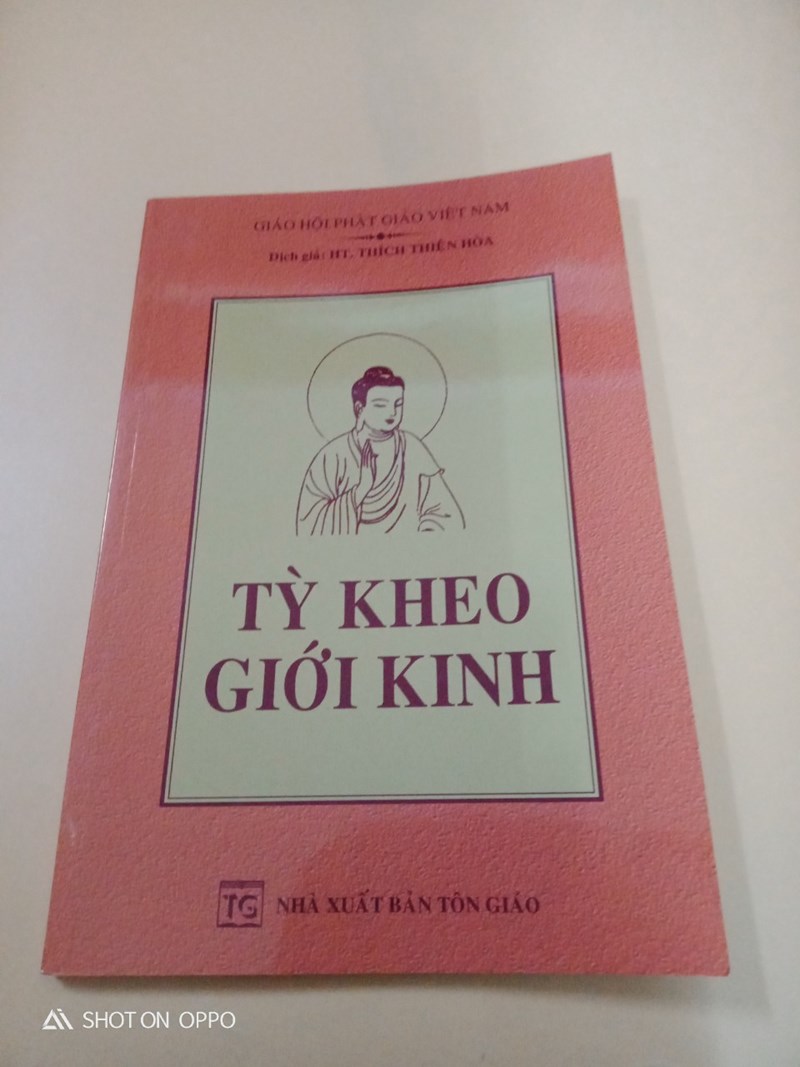 GIÁO HỘI PHẬT GIÁO VIỆT NAM
Dịch giả: HT. THÍCH THIỆN HÒA
TỲ KHEO
GIỚI KINH
TG NHÀ XUẤT BẢN TÔN GIÁO
SHOT ON OPPO